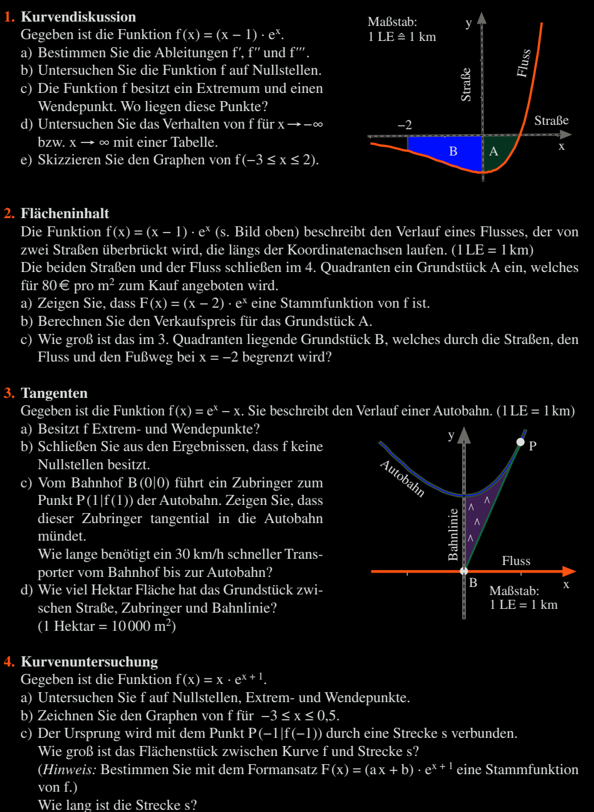 1. Kurvendiskussion
Gegeben ist die Funktion f(x) = (x − 1) · eˣ.
a) Bestimmen Sie die Ableitungen f′, f″ und f‴.
b) Untersuchen Sie die Funktion f auf Nullstellen.
c) Die Funktion f besitzt ein Extremum und einen
Wendepunkt. Wo liegen diese Punkte?
d) Untersuchen Sie das Verhalten von f für x → −∞
bzw. x → ∞ mit einer Tabelle.
e) Skizzieren Sie den Graphen von f (−3 ≤ x ≤ 2).
Maßstab:
1 LE ≙ 1 km
y
Straße
Fluss
−2
Straße
x
B
A
2. Flächeninhalt
Die Funktion f(x) = (x − 1) · eˣ (s. Bild oben) beschreibt den Verlauf eines Flusses, der von
zwei Straßen überbrückt wird, die längs der Koordinatenachsen laufen. (1 LE = 1 km)
Die beiden Straßen und der Fluss schließen im 4. Quadranten ein Grundstück A ein, welches
für 80 € pro m² zum Kauf angeboten wird.
a) Zeigen Sie, dass F(x) = (x − 2) · eˣ eine Stammfunktion von f ist.
b) Berechnen Sie den Verkaufspreis für das Grundstück A.
c) Wie groß ist das im 3. Quadranten liegende Grundstück B, welches durch die Straßen, den
Fluss und den Fußweg bei x = −2 begrenzt wird?
3. Tangenten
Gegeben ist die Funktion f(x) = eˣ − x. Sie beschreibt den Verlauf einer Autobahn. (1 LE = 1 km)
a) Besitzt f Extrem- und Wendepunkte?
b) Schließen Sie aus den Ergebnissen, dass f keine
Nullstellen besitzt.
c) Vom Bahnhof B(0|0) führt ein Zubringer zum
Punkt P(1|f(1)) der Autobahn. Zeigen Sie, dass
dieser Zubringer tangential in die Autobahn
mündet.
Wie lange benötigt ein 30 km/h schneller Trans-
porter vom Bahnhof bis zur Autobahn?
d) Wie viel Hektar Fläche hat das Grundstück zwi-
schen Straße, Zubringer und Bahnlinie?
(1 Hektar = 10 000 m²)
y
P
Autobahn
Bahnlinie
Fluss
B
x
Maßstab:
1 LE = 1 km
4. Kurvenuntersuchung
Gegeben ist die Funktion f(x) = x · eˣ⁺¹.
a) Untersuchen Sie f auf Nullstellen, Extrem- und Wendepunkte.
b) Zeichnen Sie den Graphen von f für −3 ≤ x ≤ 0,5.
c) Der Ursprung wird mit dem Punkt P(−1|f(−1)) durch eine Strecke s verbunden.
Wie groß ist das Flächenstück zwischen Kurve f und Strecke s?
(Hinweis: Bestimmen Sie mit dem Formansatz F(x) = (a x + b) · eˣ⁺¹ eine Stammfunktion
von f.)
Wie lang ist die Strecke s?